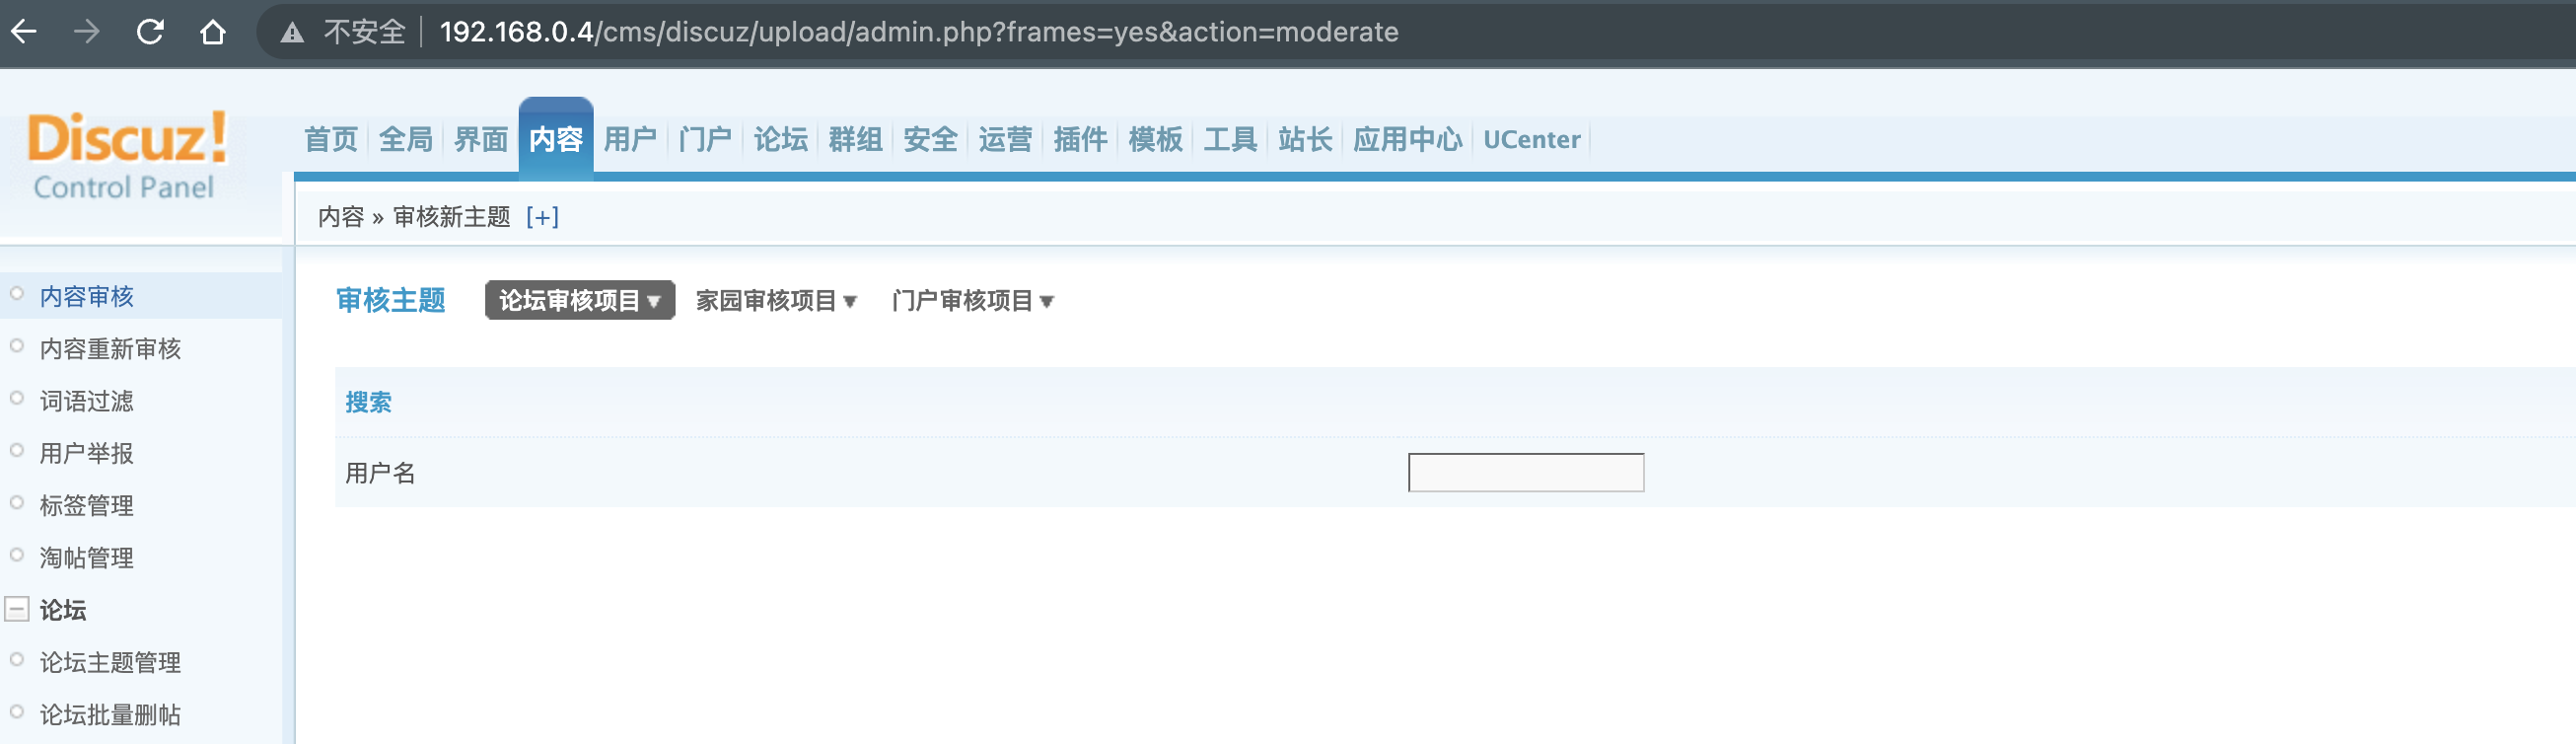 不安全 192.168.0.4/cms/discuz/upload/admin.php?frames=yes&action=moderate
Discuz!
Control Panel
首页 全局 界面 内容 用户 门户 论坛 群组 安全 运营 插件 模板 工具 站长 应用中心 UCenter
内容 » 审核新主题 [+]
内容审核
内容重新审核
词语过滤
用户举报
标签管理
淘帖管理
论坛
论坛主题管理
论坛批量删帖
审核主题 论坛审核项目 家园审核项目 门户审核项目
搜索
用户名